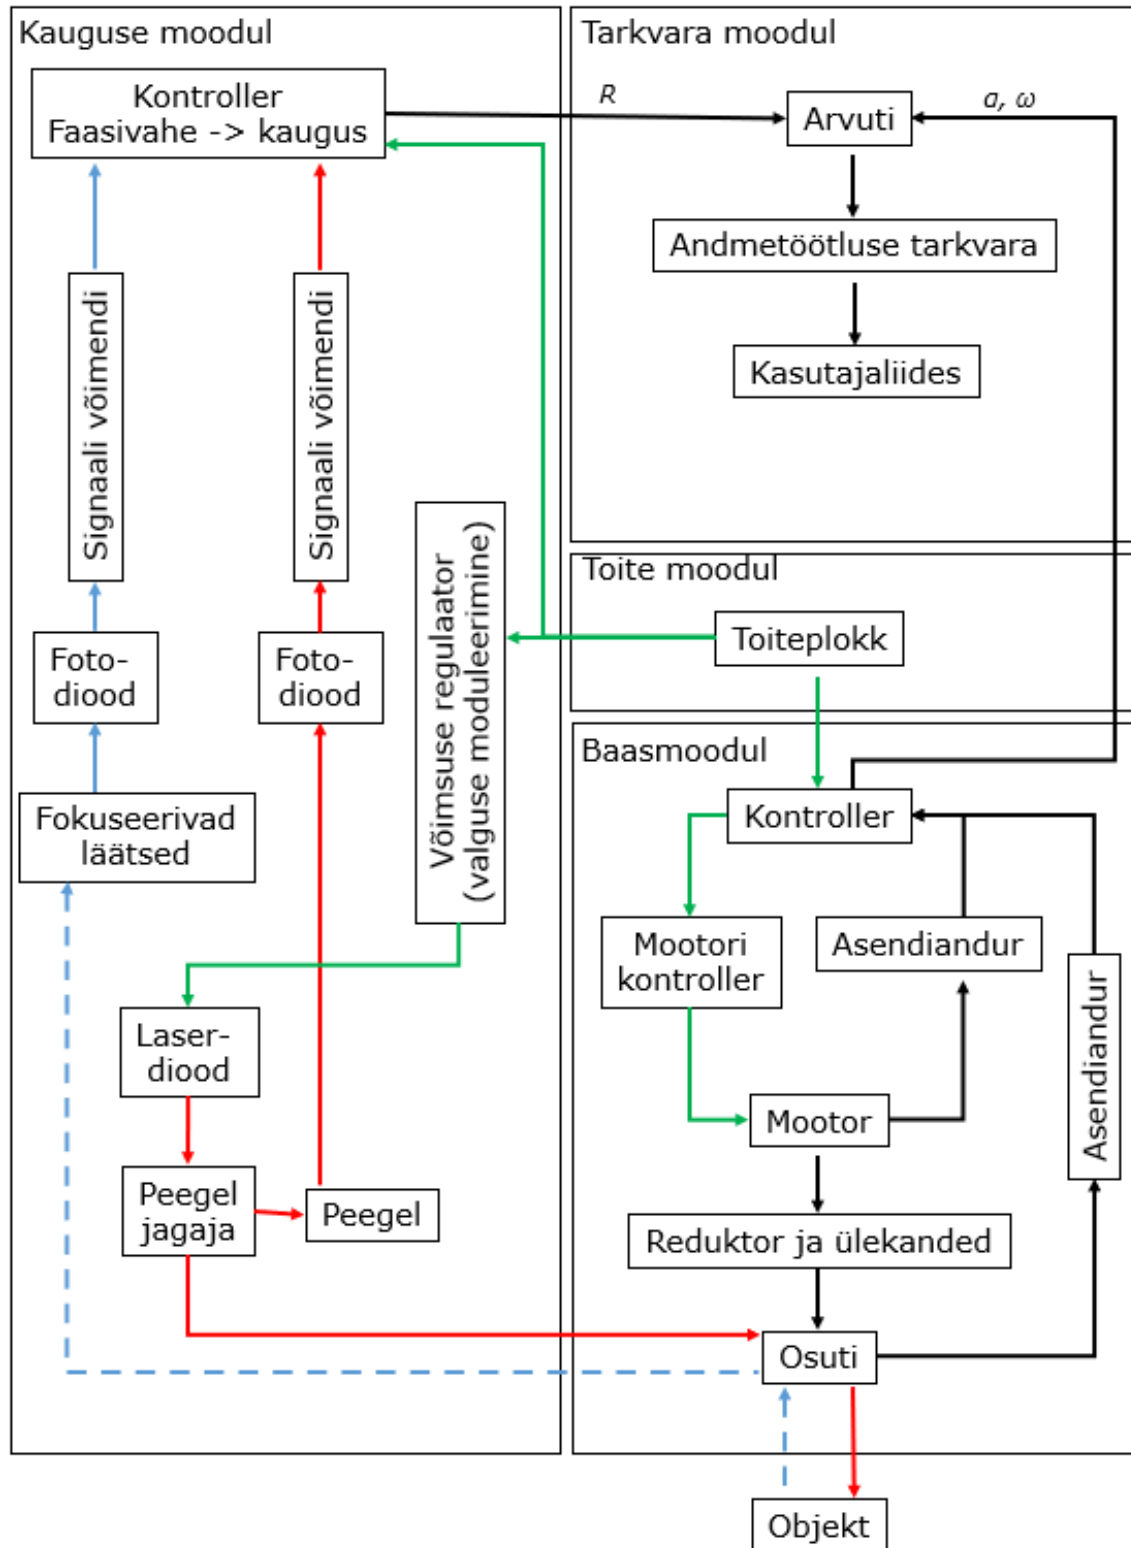 Kauguse moodul
Kontroller
Faasivahe -> kaugus
Signaali võimendi
Signaali võimendi
Foto-
diood
Foto-
diood
Võimsuse regulaator
(valguse moduleerimine)
Fokuseerivad
läätsed
Laser-
diood
Peegel
jagaja
Peegel
Tarkvara moodul
R
Arvuti
α, ω
Andmetöötluse tarkvara
Kasutajaliides
Toite moodul
Toiteplokk
Baasmoodul
Kontroller
Mootori
kontroller
Asendiandur
Asendiandur
Mootor
Reduktor ja ülekanded
Osuti
Objekt